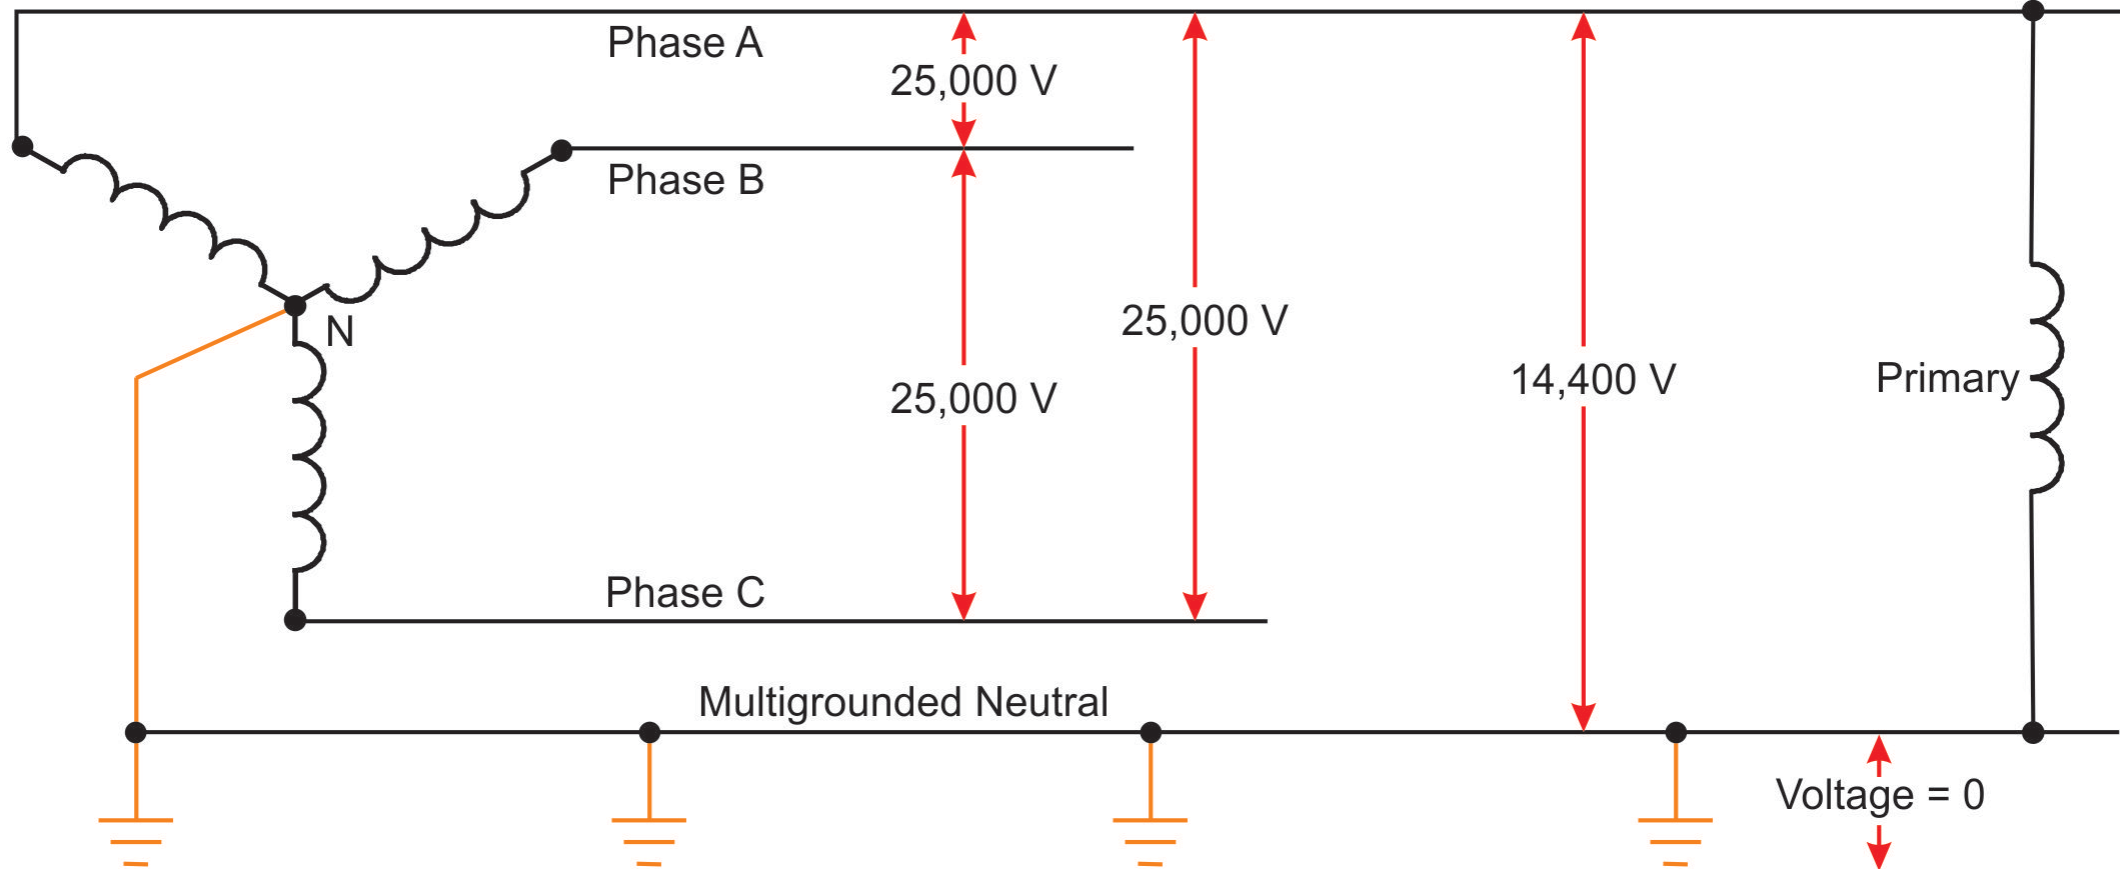 Phase A
25,000 V
Phase B
N
25,000 V
25,000 V
14,400 V
Primary
Phase C
Multigrounded Neutral
Voltage = 0